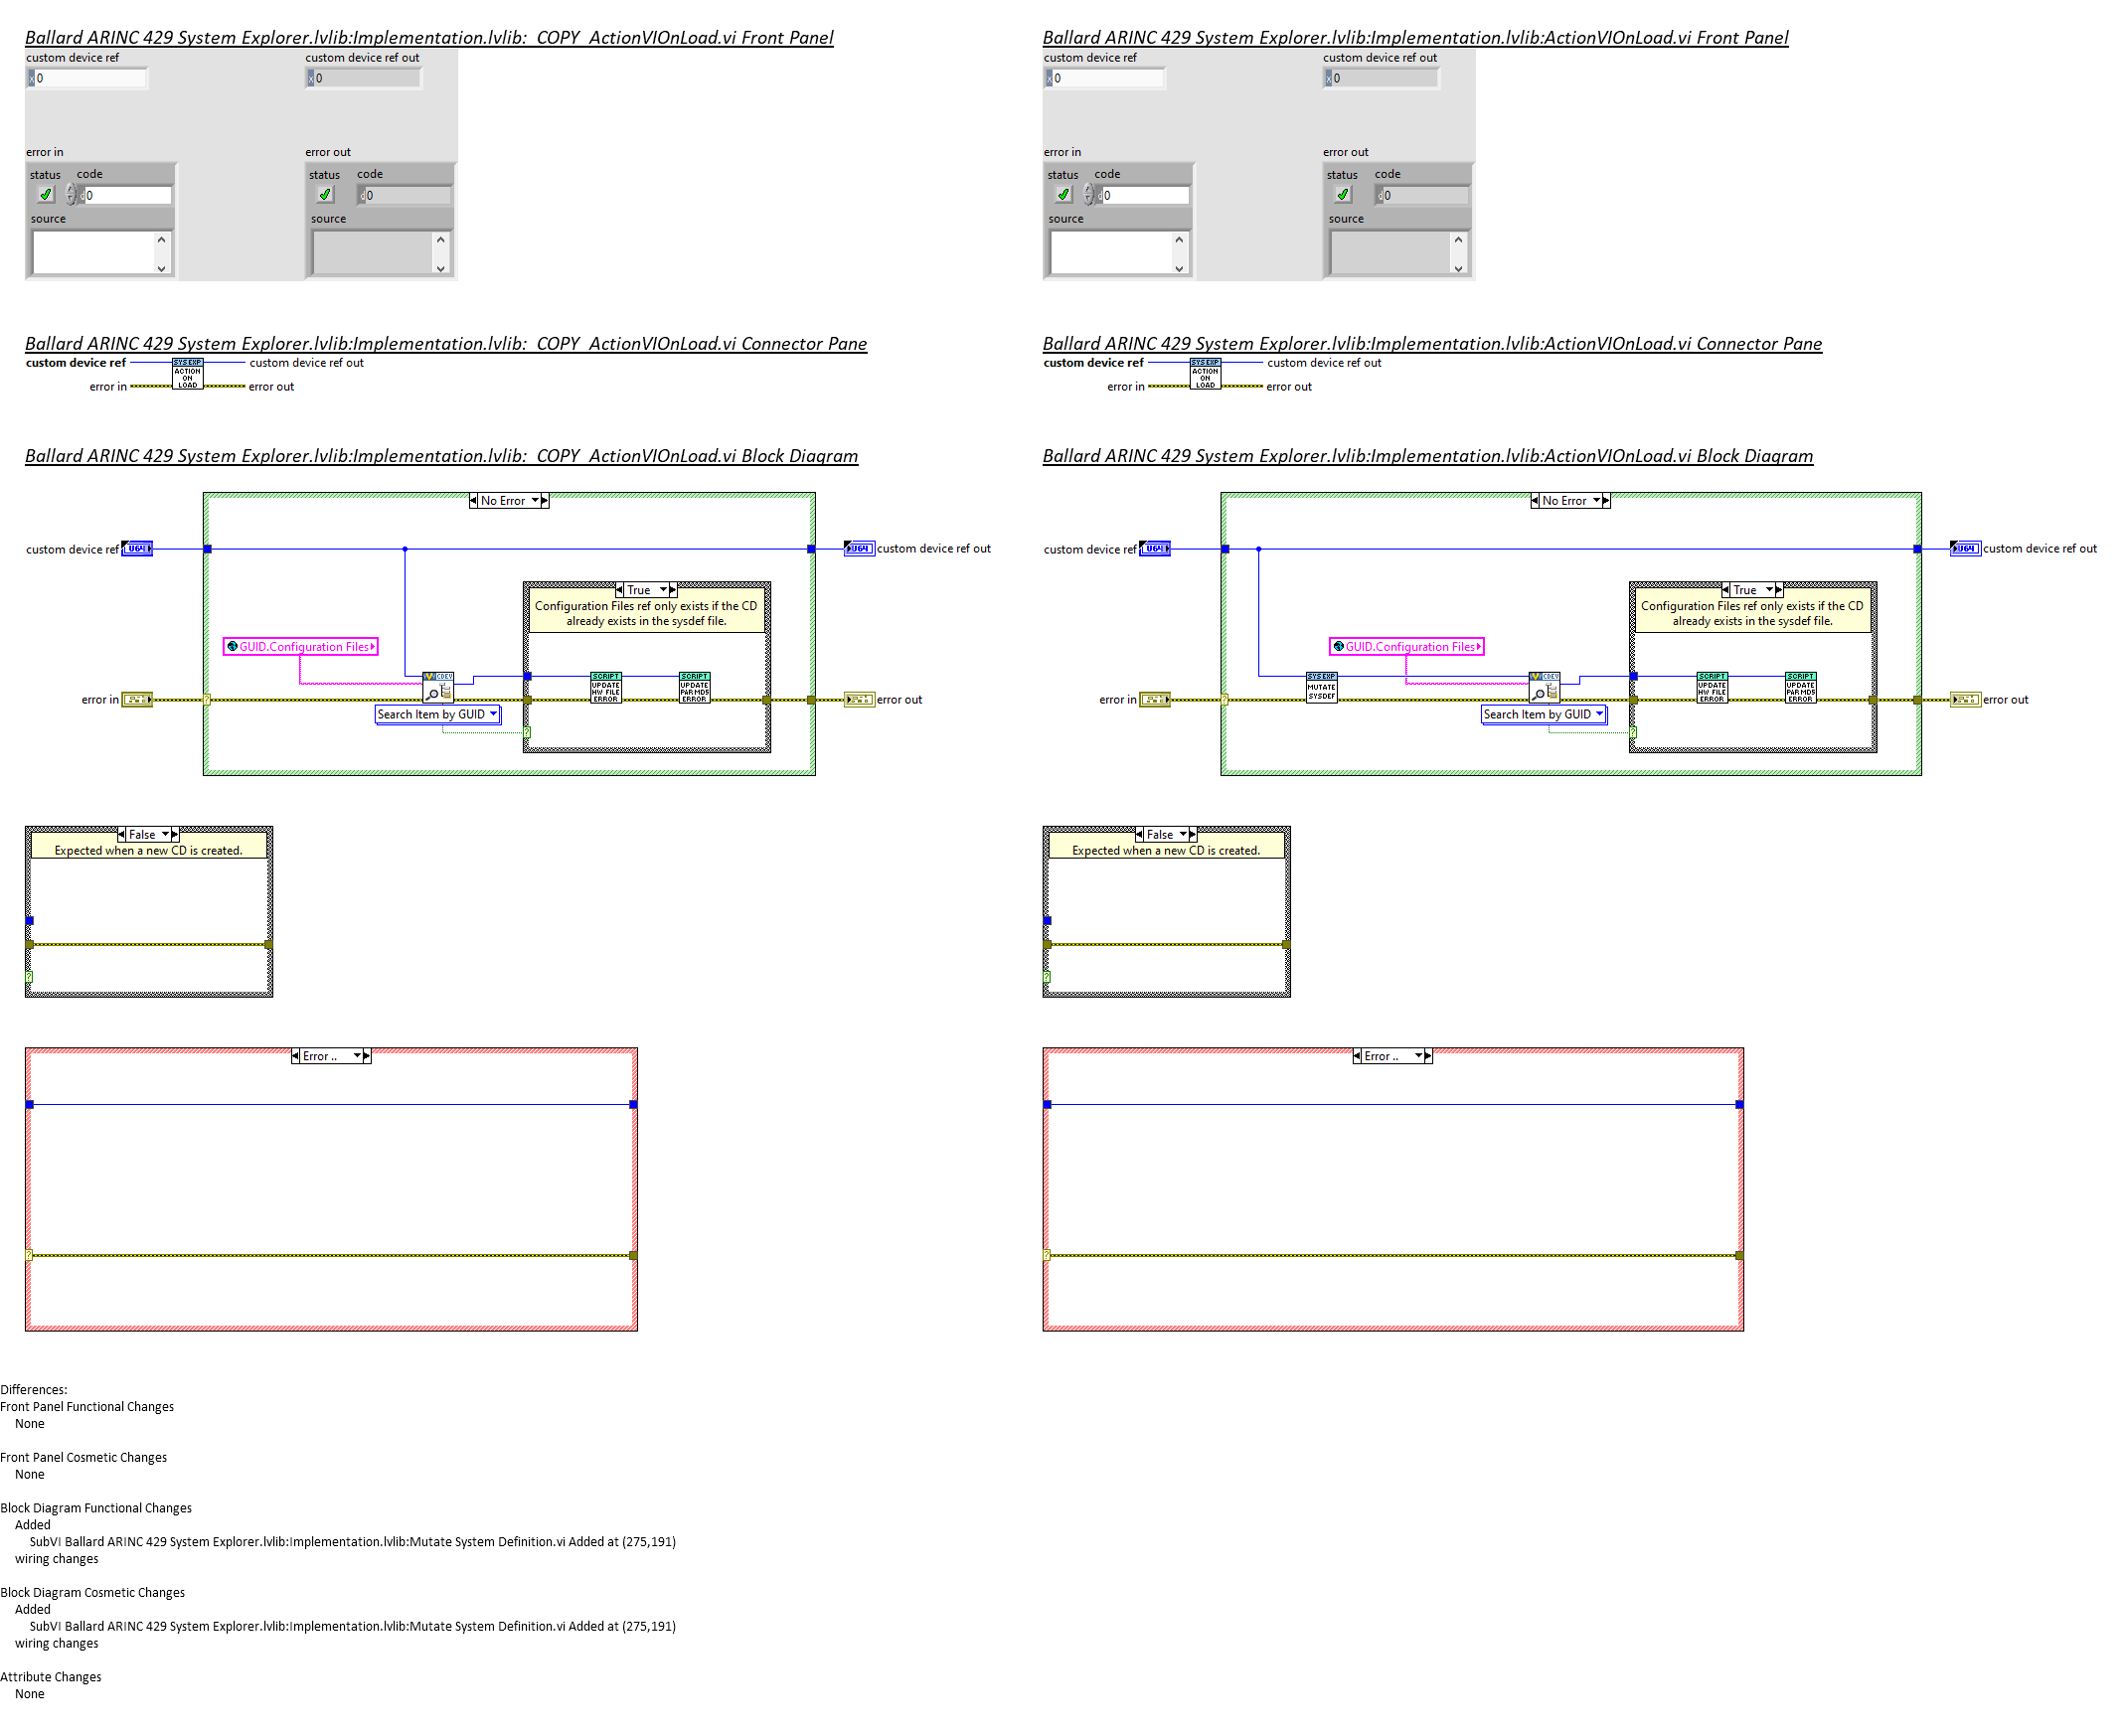 Ballard ARINC 429 System Explorer.lvlib:Implementation.lvlib:_COPY_ActionVIOnLoad.vi Front Panel
custom device ref
custom device ref out
x 0
x 0
error in
error out
status
code
status
code
d 0
d 0
source
source
Ballard ARINC 429 System Explorer.lvlib:Implementation.lvlib:ActionVIOnLoad.vi Front Panel
custom device ref
custom device ref out
x 0
x 0
error in
error out
status
code
status
code
d 0
d 0
source
source
Ballard ARINC 429 System Explorer.lvlib:Implementation.lvlib:_COPY_ActionVIOnLoad.vi Connector Pane
custom device ref
SYS EXP
ACTION
ON
LOAD
custom device ref out
error in
error out
Ballard ARINC 429 System Explorer.lvlib:Implementation.lvlib:ActionVIOnLoad.vi Connector Pane
custom device ref
SYS EXP
ACTION
ON
LOAD
custom device ref out
error in
error out
Ballard ARINC 429 System Explorer.lvlib:Implementation.lvlib:_COPY_ActionVIOnLoad.vi Block Diagram
No Error
custom device ref
U64
U64
custom device ref out
True
Configuration Files ref only exists if the CD
already exists in the sysdef file.
GUID.Configuration Files
CDEV
SCRIPT
UPDATE
HW FILE
ERROR
SCRIPT
UPDATE
PAR MD5
ERROR
error in
?
error out
Search Item by GUID
?
Ballard ARINC 429 System Explorer.lvlib:Implementation.lvlib:ActionVIOnLoad.vi Block Diagram
No Error
custom device ref
U64
U64
custom device ref out
True
Configuration Files ref only exists if the CD
already exists in the sysdef file.
GUID.Configuration Files
SYS EXP
MUTATE
SYSDEF
CDEV
SCRIPT
UPDATE
HW FILE
ERROR
SCRIPT
UPDATE
PAR MD5
ERROR
error in
?
error out
Search Item by GUID
?
False
Expected when a new CD is created.
?
False
Expected when a new CD is created.
?
Error ..
?
Error ..
?
Differences:
Front Panel Functional Changes
None
Front Panel Cosmetic Changes
None
Block Diagram Functional Changes
Added
SubVI Ballard ARINC 429 System Explorer.lvlib:Implementation.lvlib:Mutate System Definition.vi Added at (275,191)
wiring changes
Block Diagram Cosmetic Changes
Added
SubVI Ballard ARINC 429 System Explorer.lvlib:Implementation.lvlib:Mutate System Definition.vi Added at (275,191)
wiring changes
Attribute Changes
None